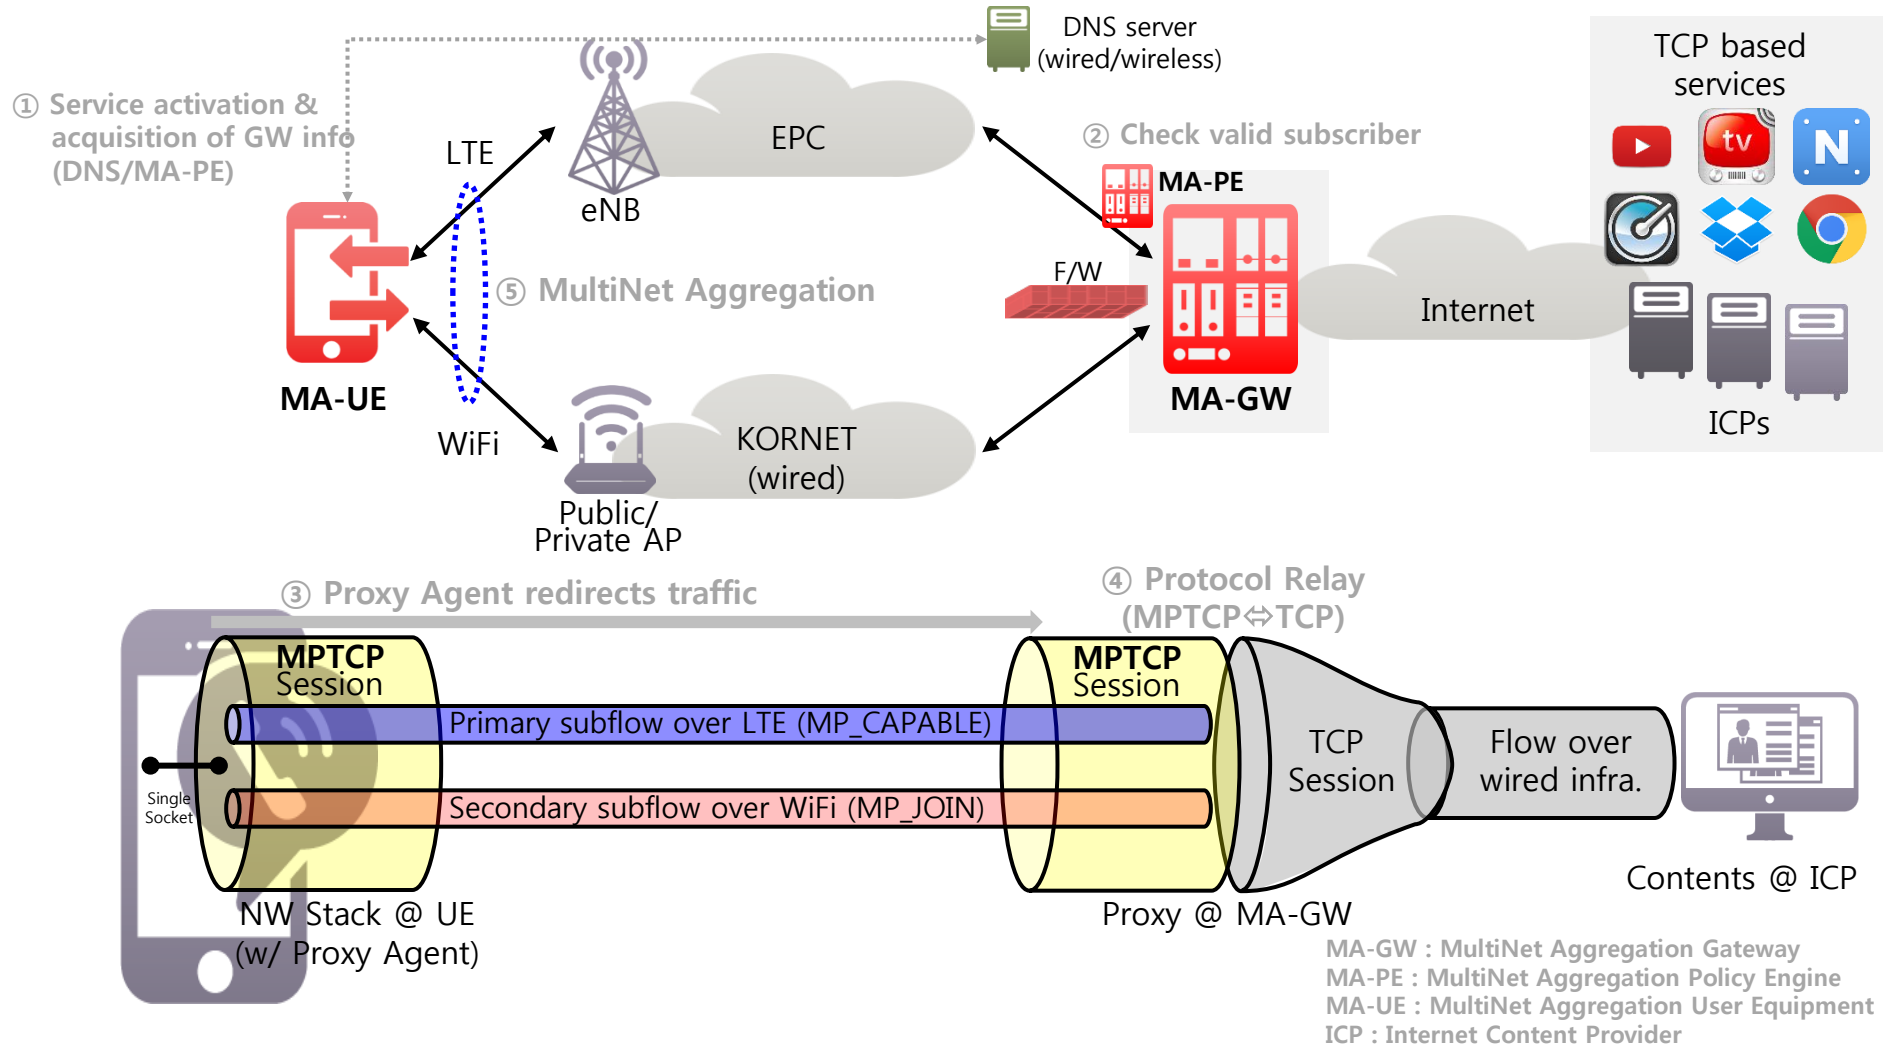 DNS server
(wired/wireless)
TCP based
services
① Service activation &
acquisition of GW info
(DNS/MA-PE)
LTE
EPC
② Check valid subscriber
MA-PE
tv
N
eNB
F/W
⑤ MultiNet Aggregation
Internet
MA-UE
MA-GW
WiFi
KORNET
(wired)
ICPs
Public/
Private AP
③ Proxy Agent redirects traffic
④ Protocol Relay
(MPTCP⇔TCP)
MPTCP
Session
MPTCP
Session
Primary subflow over LTE (MP_CAPABLE)
TCP
Session
Flow over
wired infra.
Single
Socket
Secondary subflow over WiFi (MP_JOIN)
Contents @ ICP
NW Stack @ UE
(w/ Proxy Agent)
Proxy @ MA-GW
MA-GW : MultiNet Aggregation Gateway
MA-PE : MultiNet Aggregation Policy Engine
MA-UE : MultiNet Aggregation User Equipment
ICP : Internet Content Provider